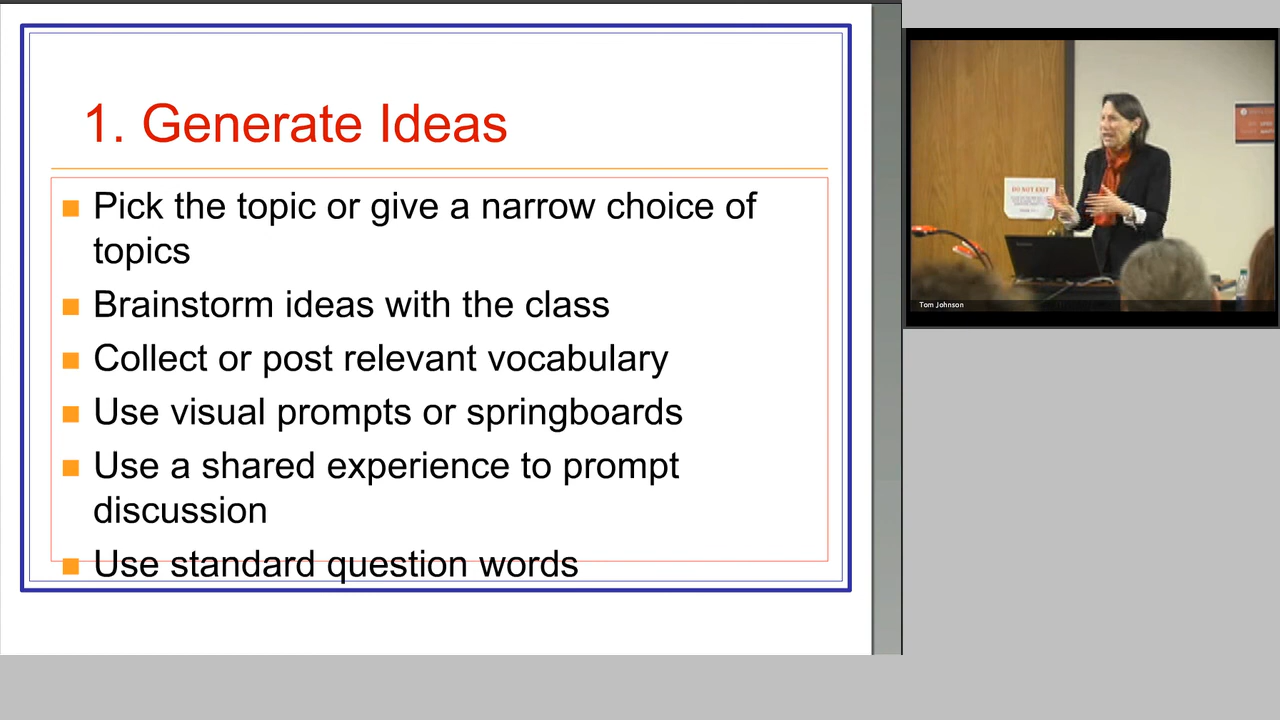 1. Generate Ideas
Pick the topic or give a narrow choice of
topics
Brainstorm ideas with the class
Collect or post relevant vocabulary
Use visual prompts or springboards
Use a shared experience to prompt
discussion
Use standard question words
DO NOT EXIT
Tom Johnson